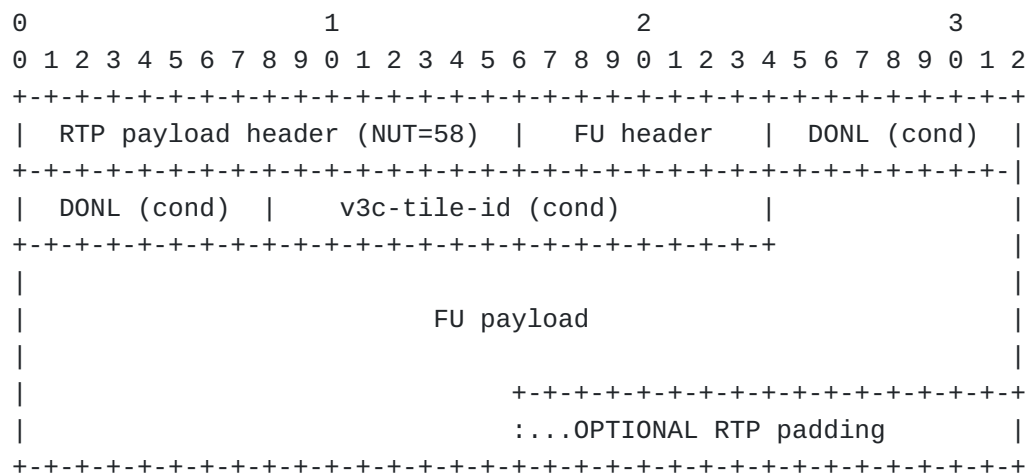 0                   1                   2                   3
0 1 2 3 4 5 6 7 8 9 0 1 2 3 4 5 6 7 8 9 0 1 2 3 4 5 6 7 8 9 0 1 2
+-+-+-+-+-+-+-+-+-+-+-+-+-+-+-+-+-+-+-+-+-+-+-+-+-+-+-+-+-+-+-+-+
|  RTP payload header (NUT=58)  |   FU header   |  DONL (cond)  |
+-+-+-+-+-+-+-+-+-+-+-+-+-+-+-+-+-+-+-+-+-+-+-+-+-+-+-+-+-+-+-+-|
|  DONL (cond)  |    v3c-tile-id (cond)         |               |
+-+-+-+-+-+-+-+-+-+-+-+-+-+-+-+-+-+-+-+-+-+-+-+-+               |
|                                                               |
|                          FU payload                           |
|                                                               |
|                               +-+-+-+-+-+-+-+-+-+-+-+-+-+-+-+-+
|                               :...OPTIONAL RTP padding        |
+-+-+-+-+-+-+-+-+-+-+-+-+-+-+-+-+-+-+-+-+-+-+-+-+-+-+-+-+-+-+-+-+